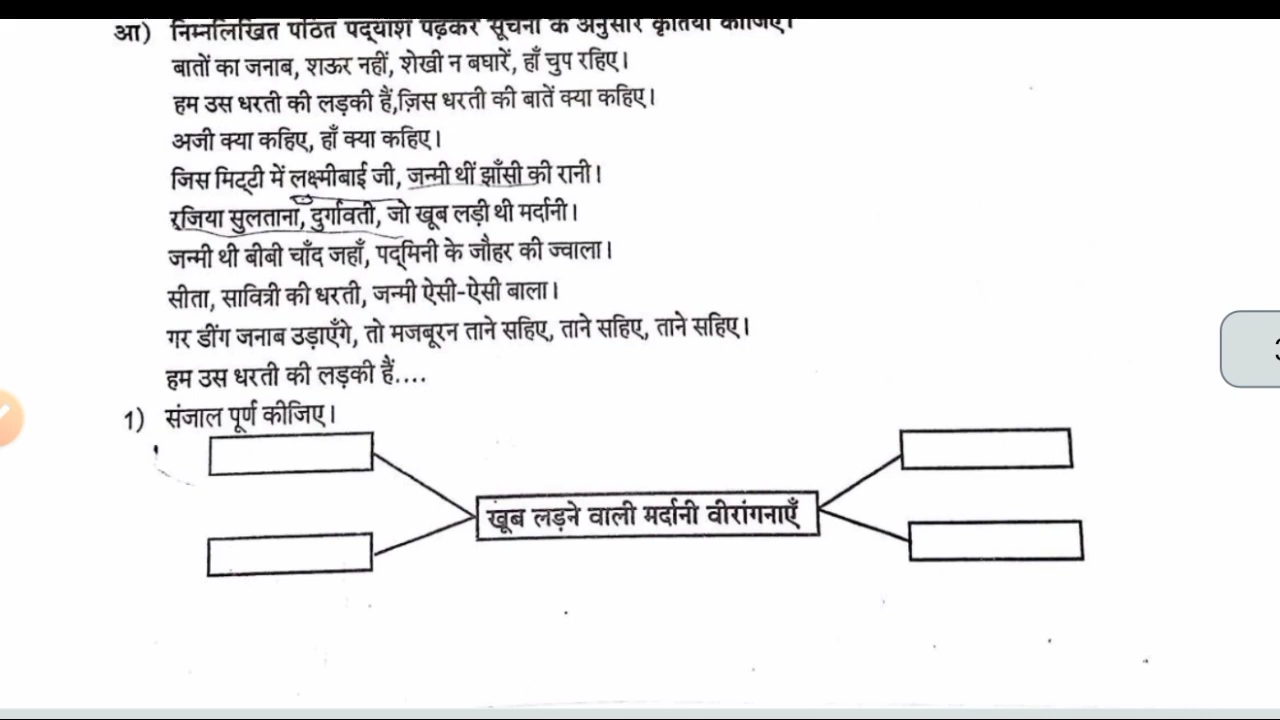 आ) निम्नलिखित पठित पद्यांश पढ़कर सूचना के अनुसार कृतियाँ कीजिए।
बातों का जनाब, शऊर नहीं, शेखी न बघारें, हाँ चुप रहिए।
हम उस धरती की लड़की हैं,ज़िस धरती की बातें क्या कहिए।
अजी क्या कहिए, हाँ क्या कहिए।
जिस मिट्टी में लक्ष्मीबाई जी, जन्मी थीं झाँसी की रानी।
रजिया सुलताना, दुर्गावती, जो खूब लड़ी थी मर्दानी।
जन्मी थी बीबी चाँद जहाँ, पद्मिनी के जौहर की ज्वाला।
सीता, सावित्री की धरती, जन्मी ऐसी-ऐसी बाला।
गर डींग जनाब उड़ाएँगे, तो मजबूरन ताने सहिए, ताने सहिए, ताने सहिए।
हम उस धरती की लड़की हैं....
1) संजाल पूर्ण कीजिए।
खूब लड़ने वाली मर्दानी वीरांगनाएँ